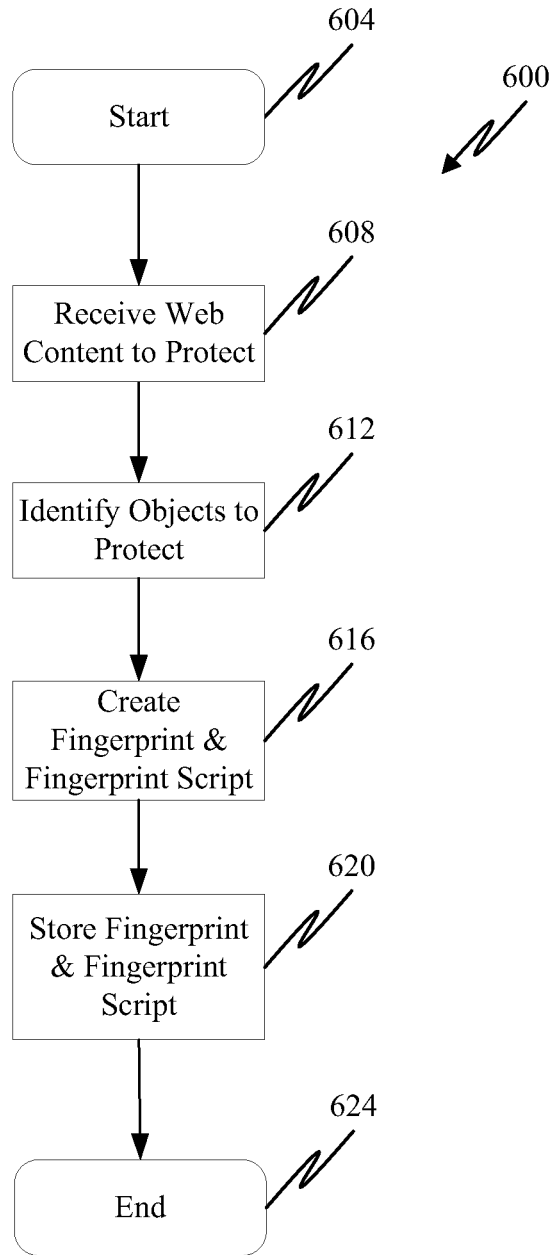 604
Start
600
608
Receive Web
Content to Protect
612
Identify Objects to
Protect
616
Create
Fingerprint &
Fingerprint Script
620
Store Fingerprint
& Fingerprint
Script
624
End